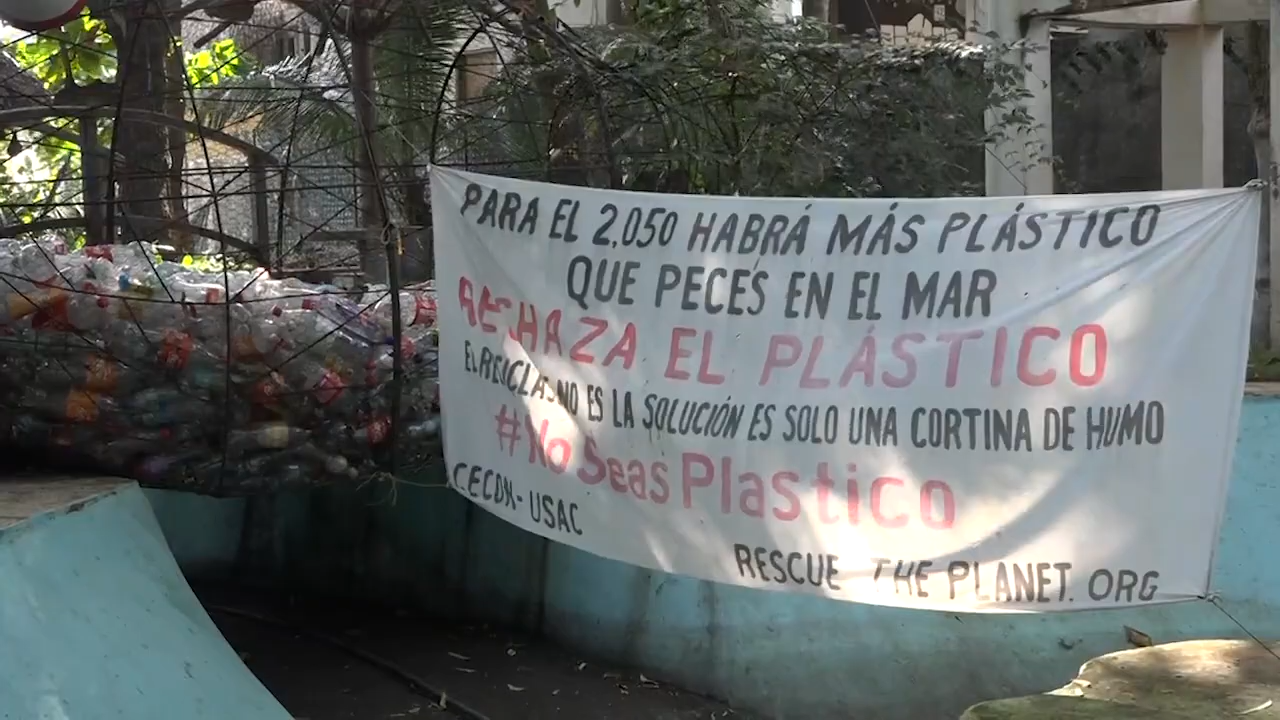 PARA EL 2,050 HABRÁ MÁS PLÁSTICO
QUE PECES EN EL MAR
RECHAZA EL PLÁSTICO
EL RECICLAJE NO ES LA SOLUCIÓN ES SOLO UNA CORTINA DE HUMO
#No Seas Plastico
CECON-USAC
RESCUE THE PLANET. ORG